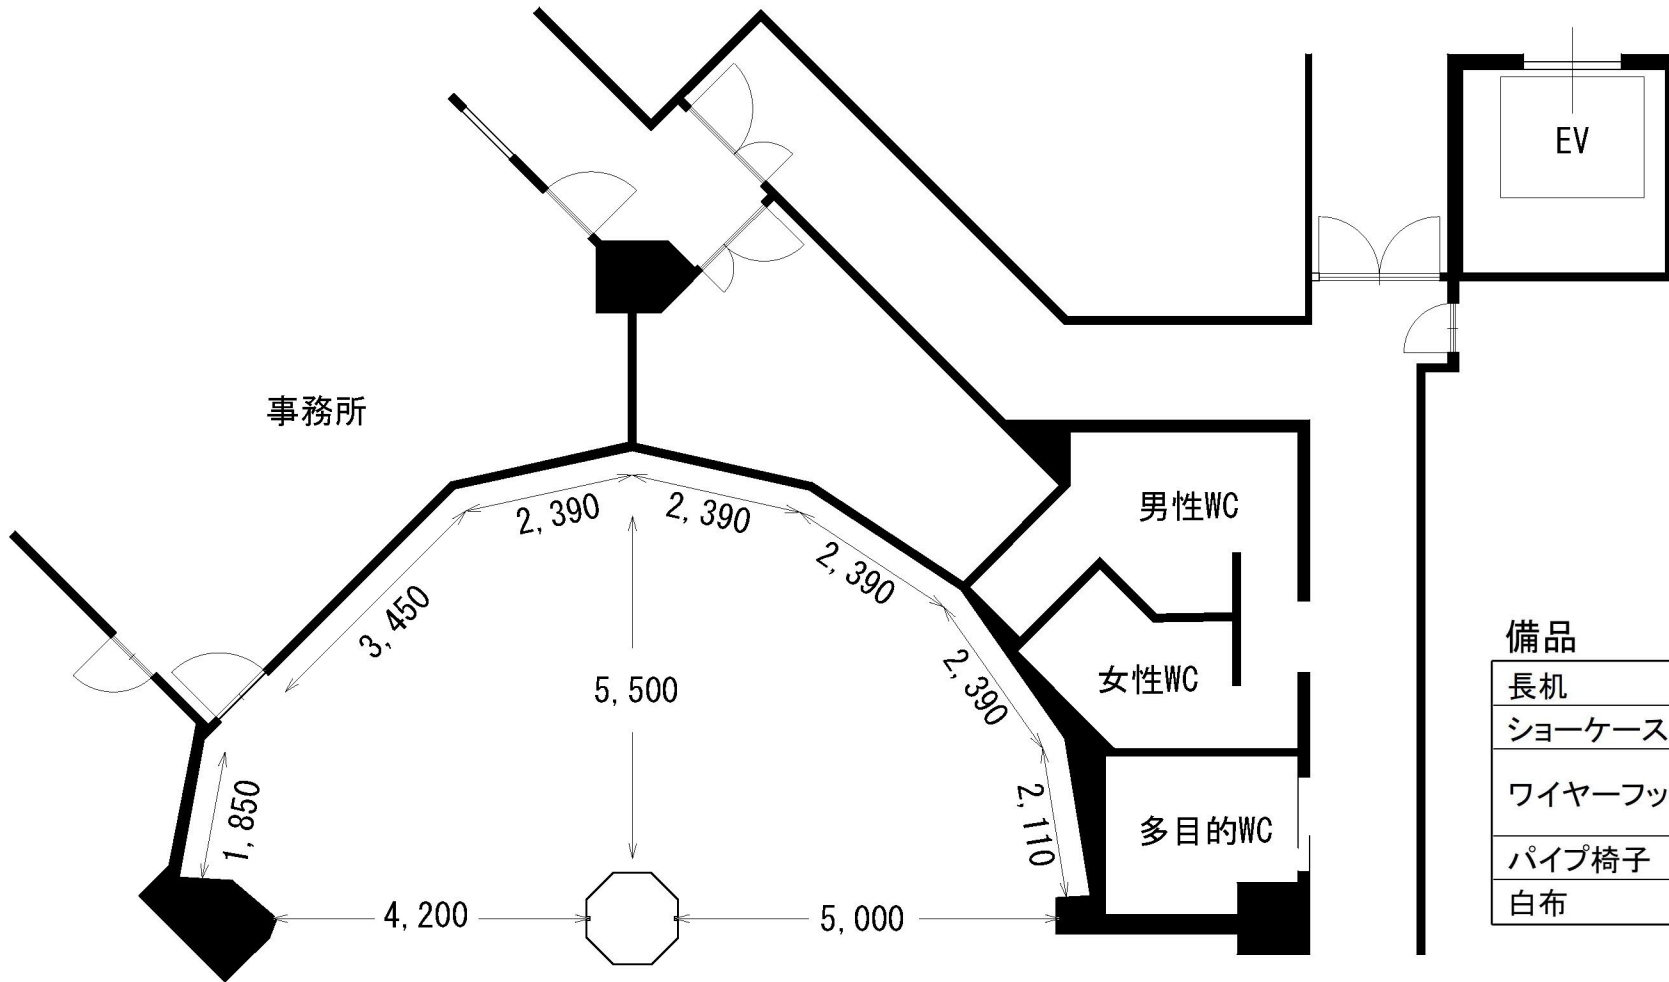 EV
事務所
2,390
2,390
男性WC
2,390
3,450
備品
女性WC
5,500
2,390
長机
ショーケース
1,850
2,110
ワイヤーフッ
多目的WC
パイプ椅子
4,200
5,000
白布